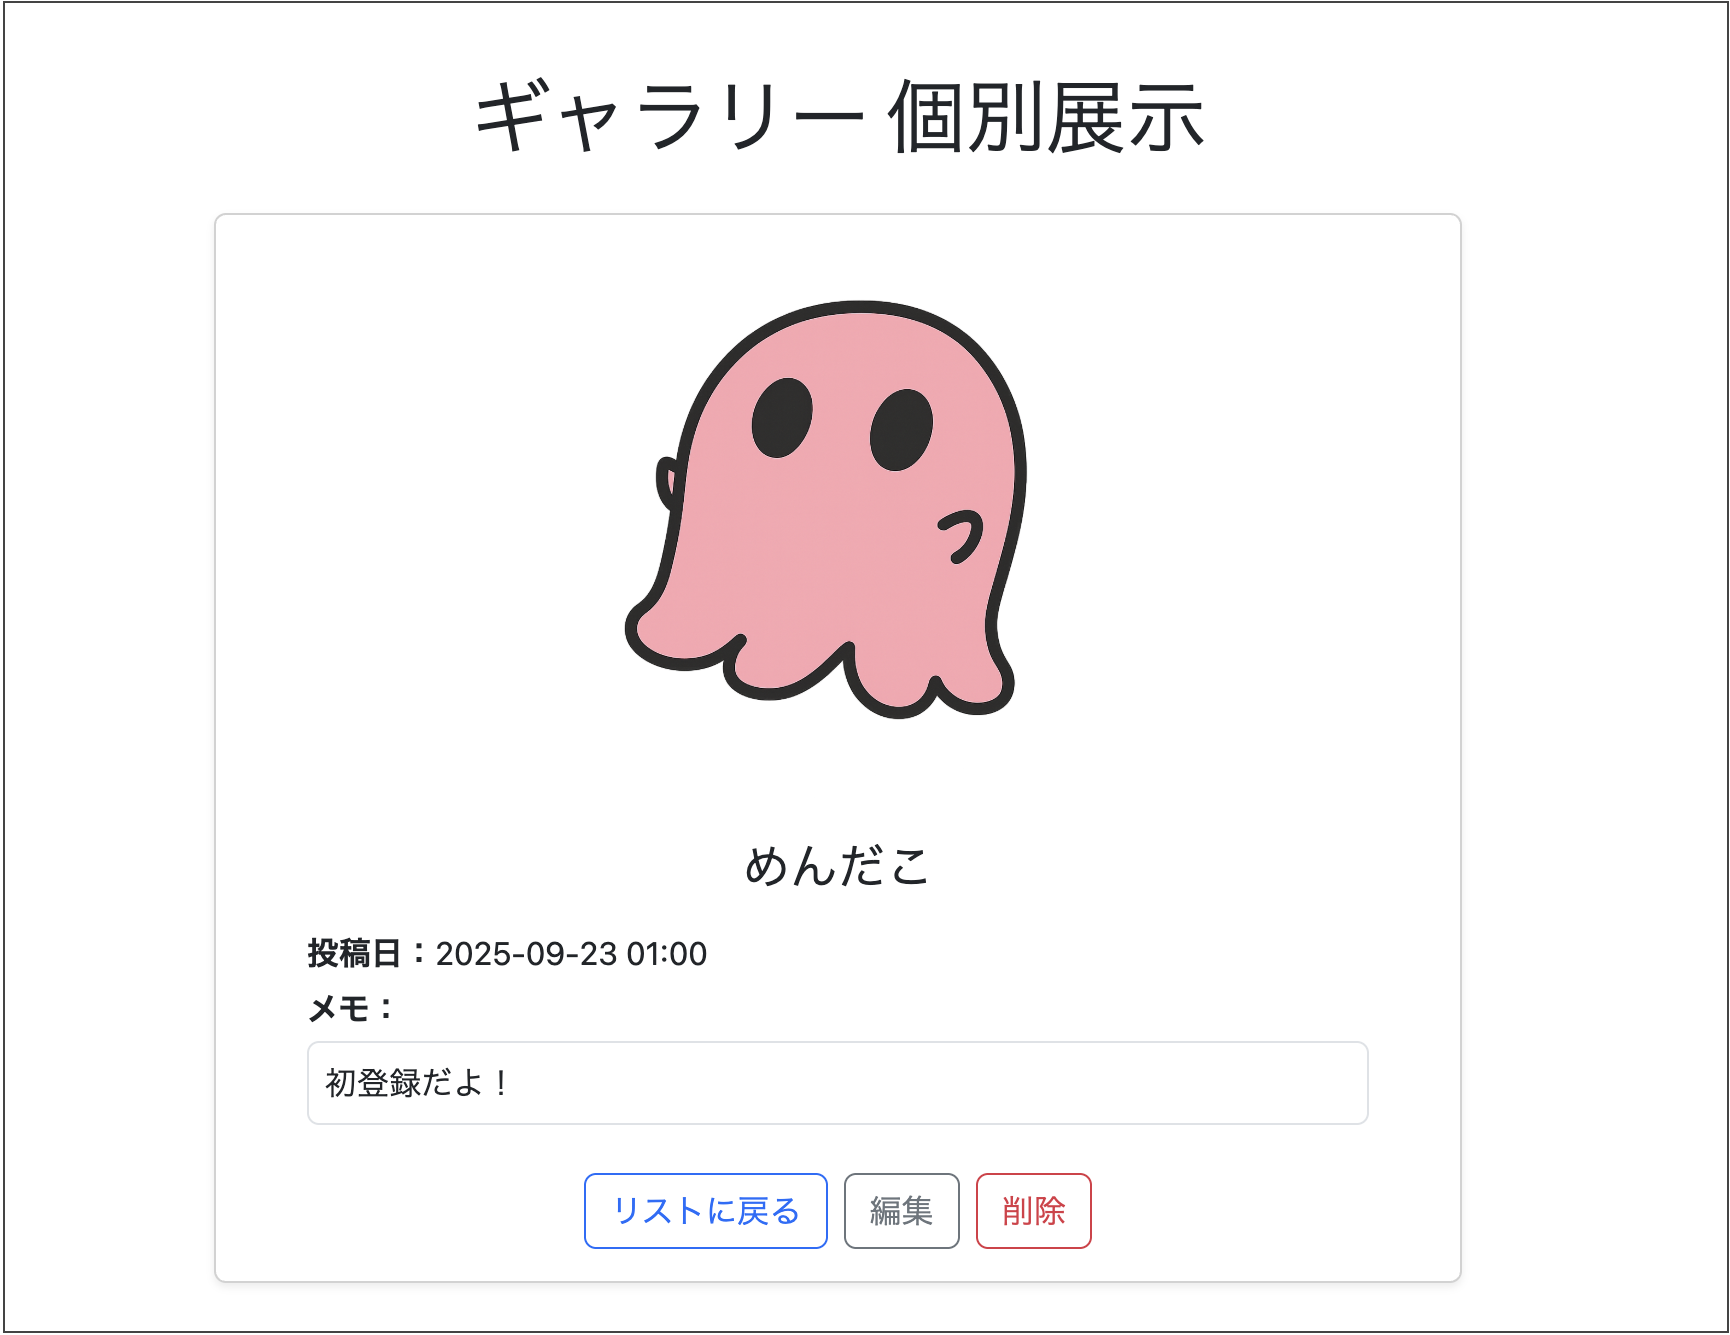 ギャラリー 個別展示
めんだこ
投稿日：2025-09-23 01:00
メモ：
初登録だよ！
リストに戻る 編集 削除